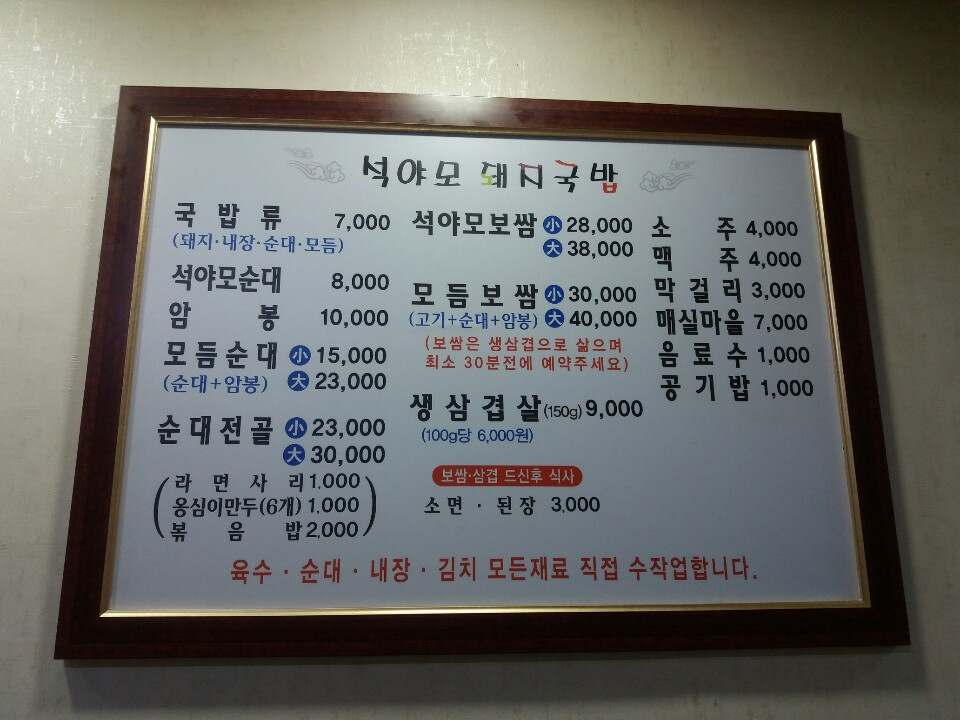 석야모 돼지국밥
국밥류 7,000
(돼지·내장·순대·모듬)
석야모순대 8,000
암봉 10,000
모듬순대 小 15,000
(순대+암봉) 大 23,000
순대전골 小 23,000
大 30,000
(라면사리 1,000
옹심이만두(6개) 1,000
볶음밥 2,000)
석야모보쌈 小 28,000
大 38,000
모듬보쌈 小 30,000
(고기+순대+암봉) 大 40,000
(보쌈은 생삼겹으로 삶으며
최소 30분전에 예약주세요)
생삼겹살(150g) 9,000
(100g당 6,000원)
보쌈·삼겹 드신후 식사
소면·된장 3,000
소주 4,000
맥주 4,000
막걸리 3,000
매실마을 7,000
음료수 1,000
공기밥 1,000
육수·순대·내장·김치 모든재료 직접 수작업합니다.